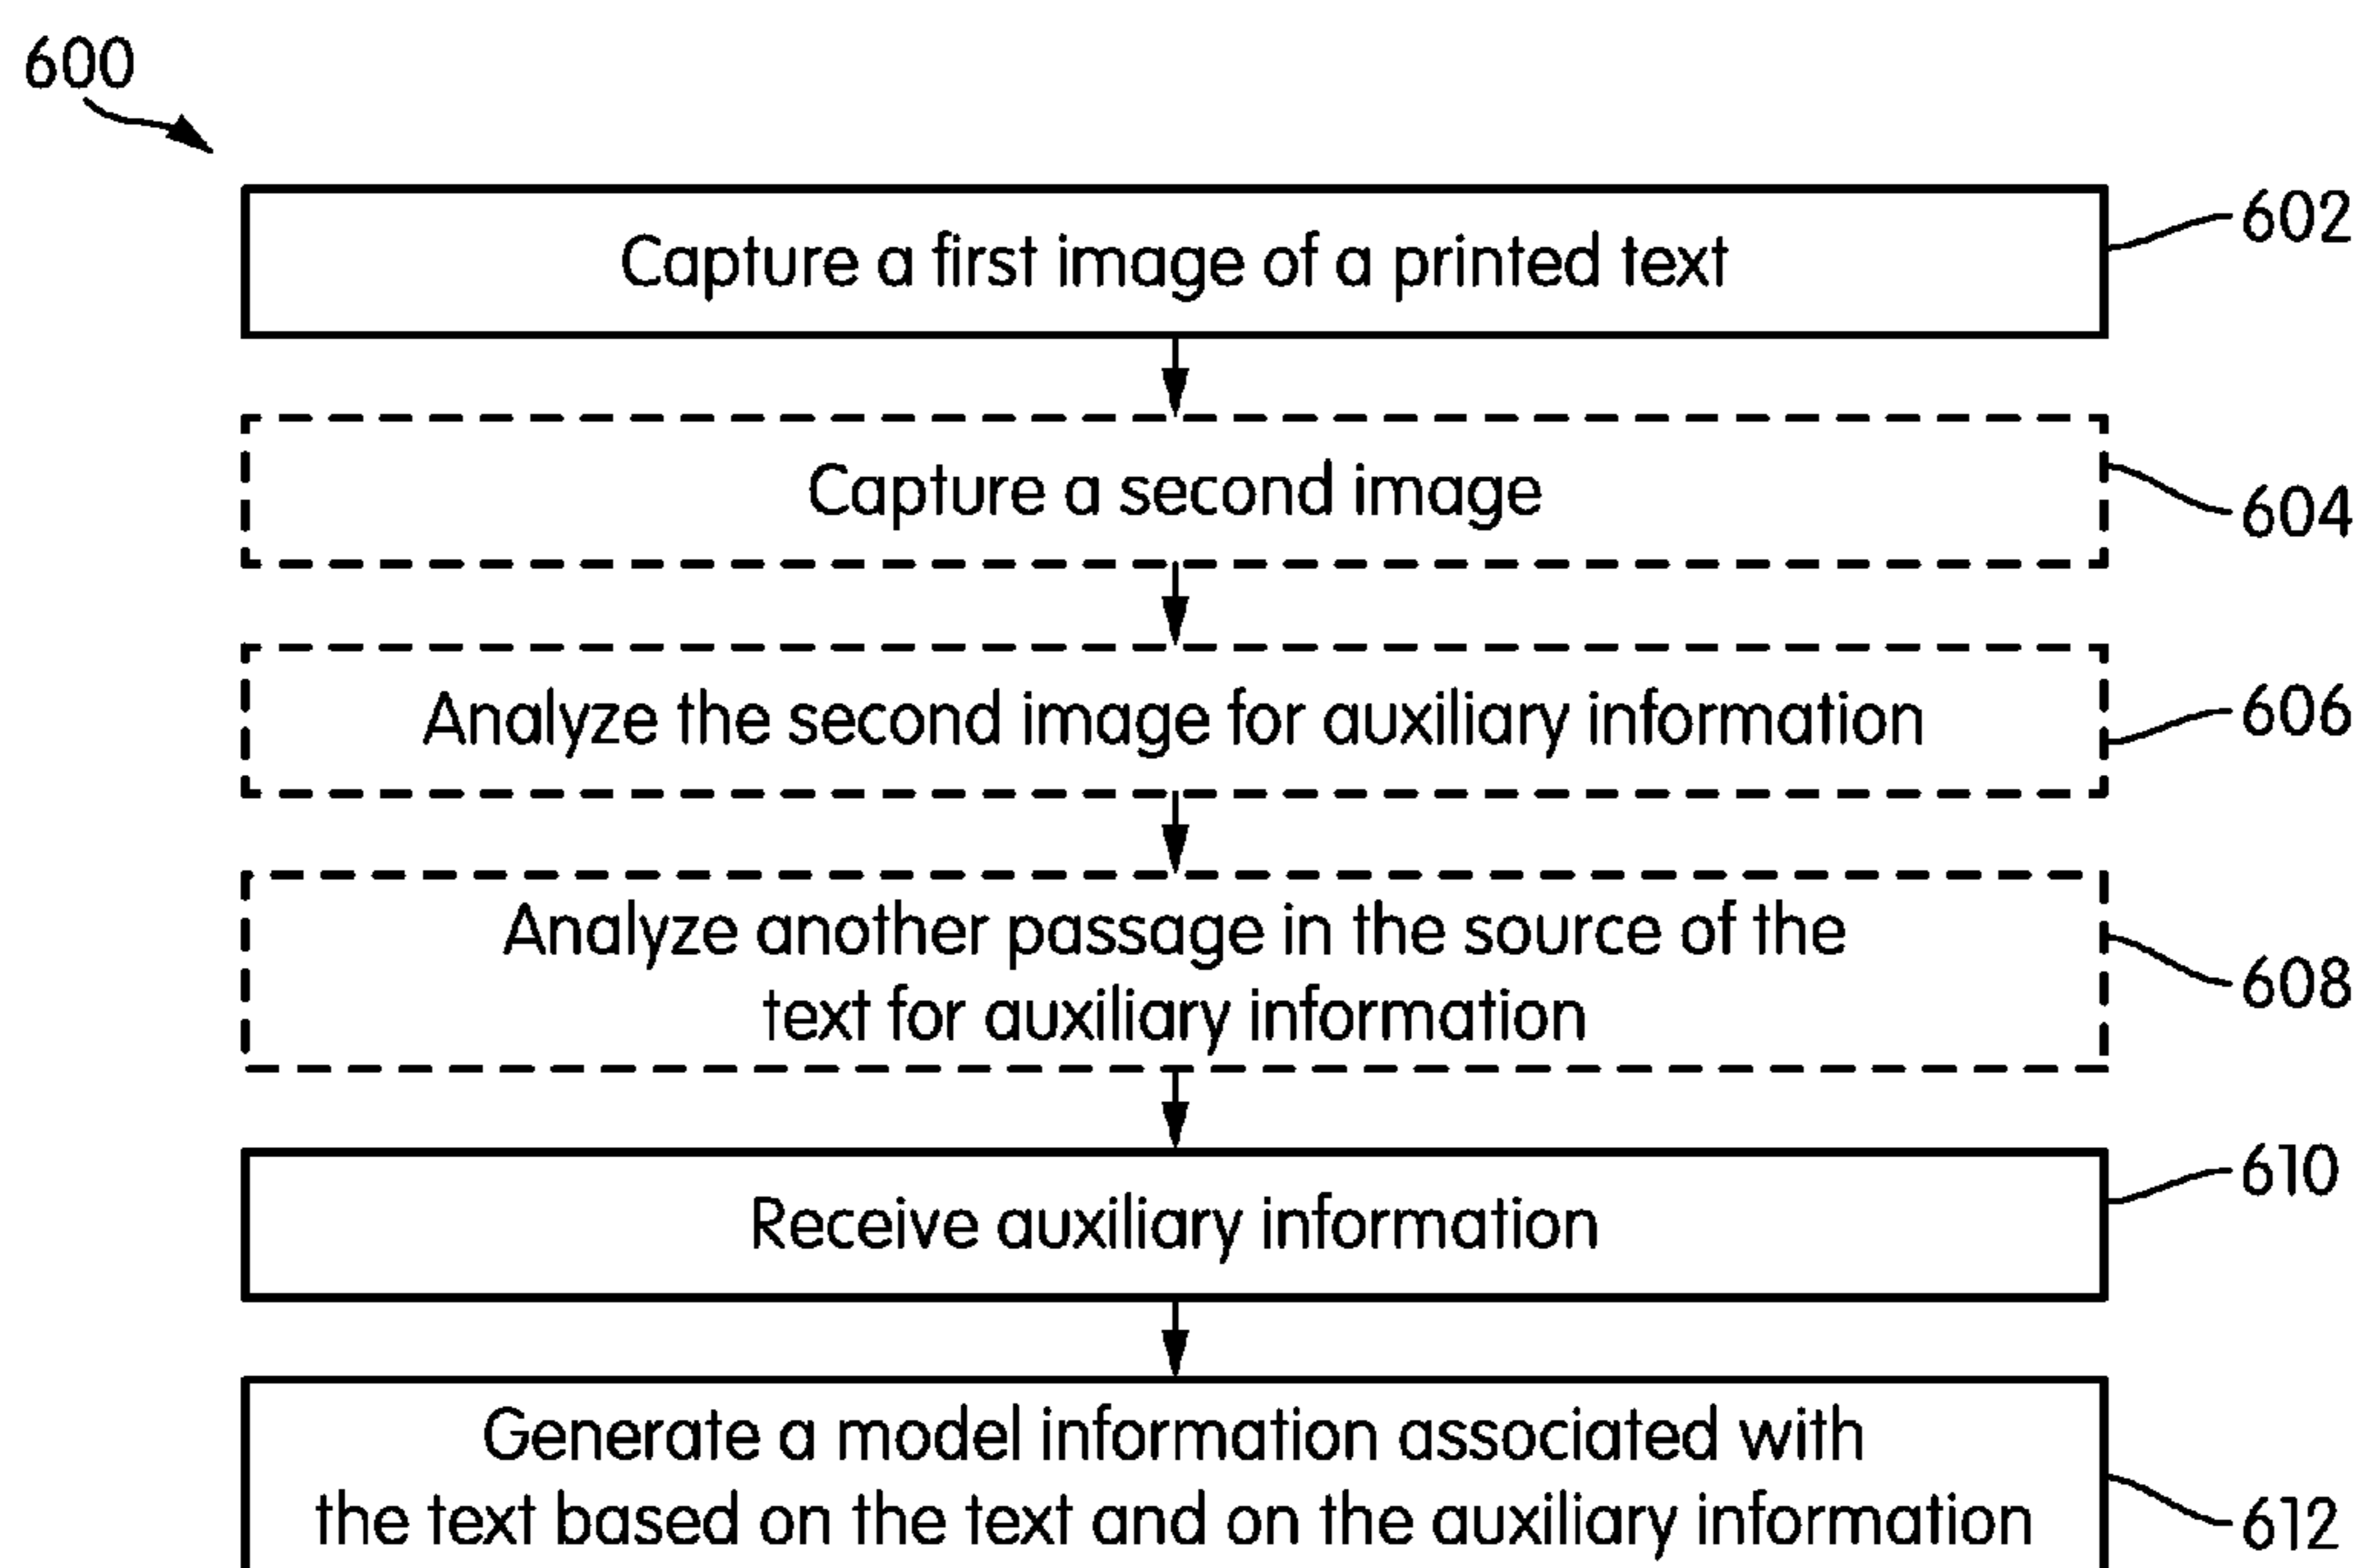 600
Capture a first image of a printed text
602
Capture a second image
604
Analyze the second image for auxiliary information
606
Analyze another passage in the source of the
text for auxiliary information
608
Receive auxiliary information
610
Generate a model information associated with
the text based on the text and on the auxiliary information
612